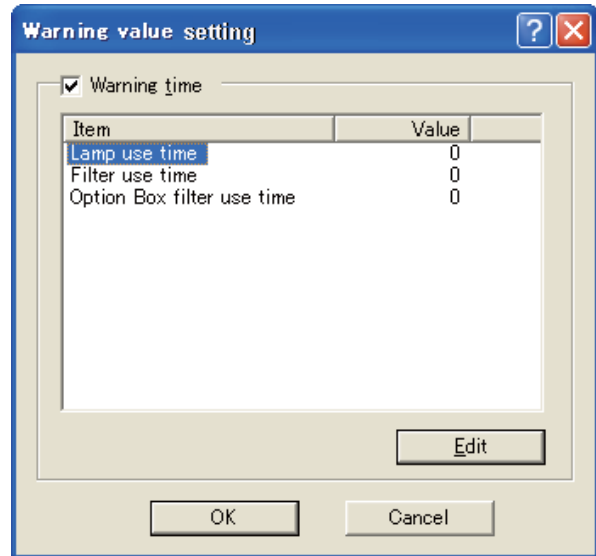 Warning value setting
Warning time
Item Value
Lamp use time 0
Filter use time 0
Option Box filter use time 0
Edit
OK Cancel